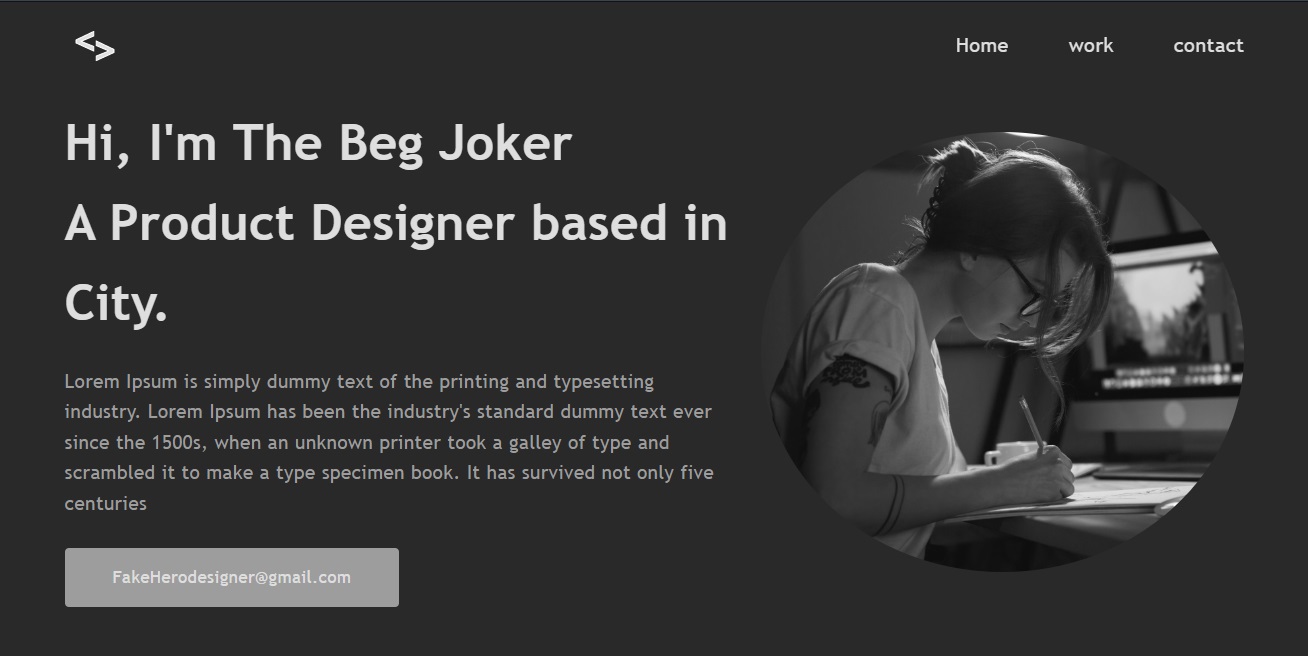 <>
Home work contact
Hi, I'm The Beg Joker
A Product Designer based in
City.
Lorem Ipsum is simply dummy text of the printing and typesetting
industry. Lorem Ipsum has been the industry's standard dummy text ever
since the 1500s, when an unknown printer took a galley of type and
scrambled it to make a type specimen book. It has survived not only five
centuries
FakeHerodesigner@gmail.com